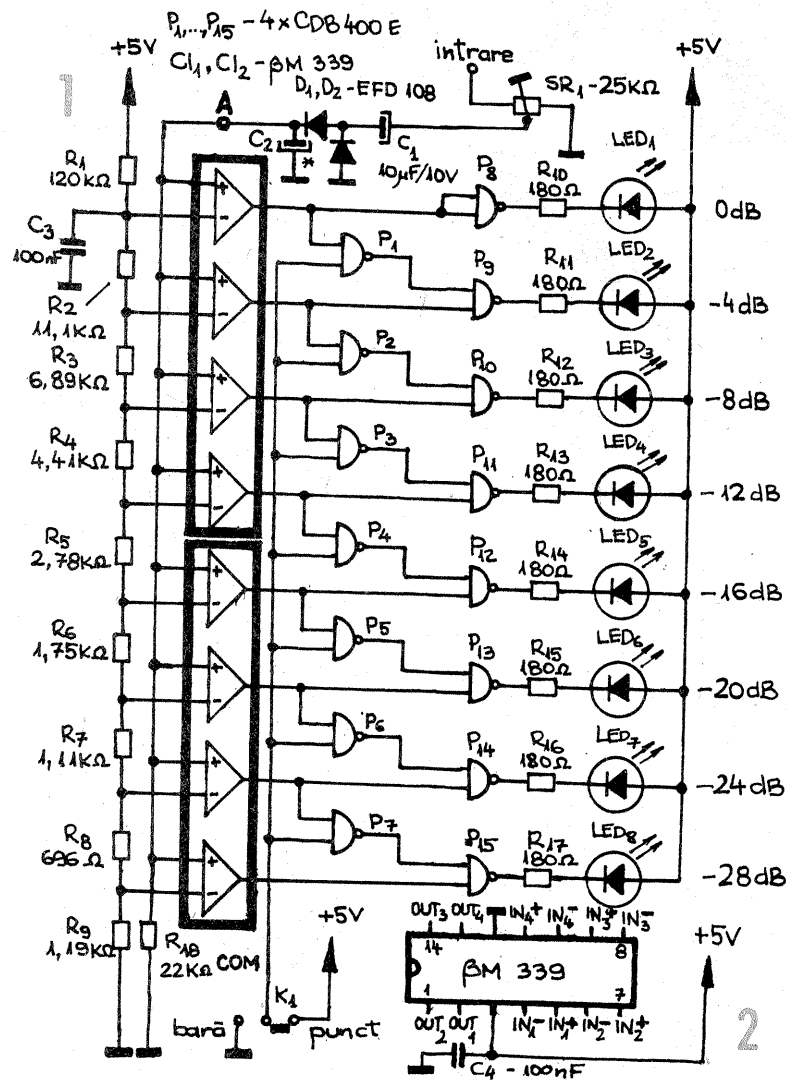 P1,...,P15 - 4xCDB 400 E
CI1, CI2 - βM 339
D1, D2 - EFD 108
+5V
1
A
intrare
SR1 - 25KΩ
+5V
C2
*
C1
10μF/10V
R1
120KΩ
C3
100nF
R2
11,1KΩ
R3
6,89KΩ
R4
4,41KΩ
R5
2,78KΩ
R6
1,75KΩ
R7
1,11KΩ
R8
696Ω
R9
1,19KΩ
R18
22KΩ
COM
+
-
+
-
+
-
+
-
+
-
+
-
+
-
+
-
P1
P2
P3
P4
P5
P6
P7
P8
R10
180Ω
LED1
0dB
P9
R11
180Ω
LED2
-4dB
P10
R12
180Ω
LED3
-8dB
P11
R13
180Ω
LED4
-12dB
P12
R14
180Ω
LED5
-16dB
P13
R15
180Ω
LED6
-20dB
P14
R16
180Ω
LED7
-24dB
P15
R17
180Ω
LED8
-28dB
+5V
K1
bară
punct
OUT3 OUT4 IN4+ IN4- IN3+ IN3-
14 8
βM 339
1 7
OUT2 OUT1 IN1- IN1+ IN2- IN2+
+5V
C4 - 100nF
2